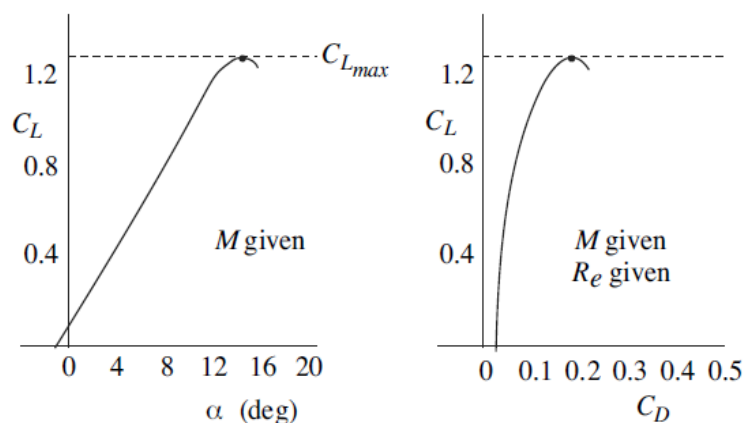 C_{L_{max}}
1.2
C_L
0.8
0.4
M given
0 4 8 12 16 20
α (deg)
1.2
C_L
0.8
0.4
M given
R_e given
0 0.1 0.2 0.3 0.4 0.5
C_D